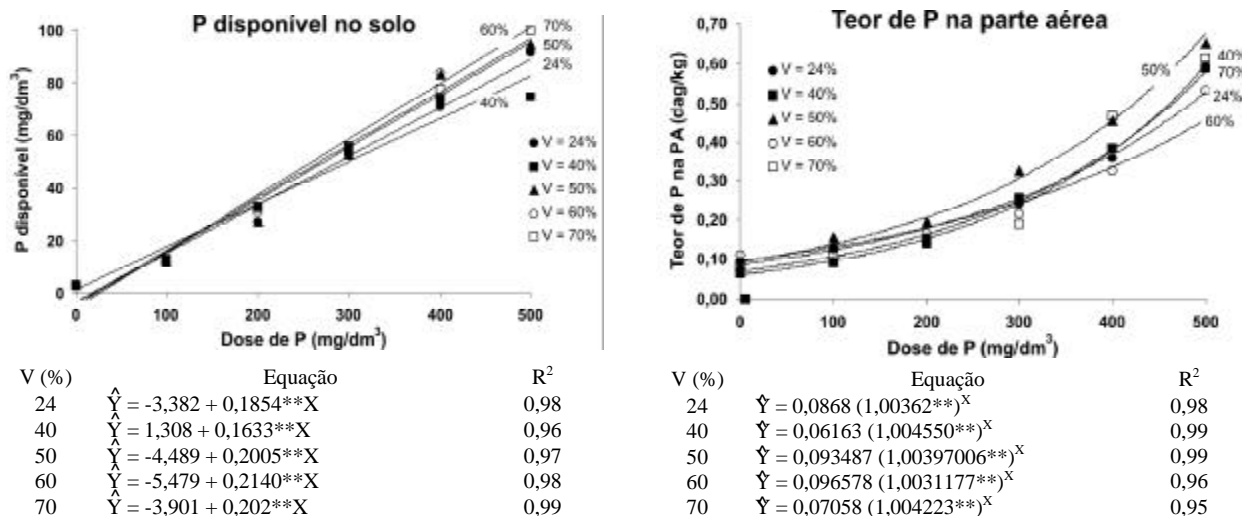 P disponível no solo
100
80
60
40
20
0
0 100 200 300 400 500
P disponível (mg/dm³)
Dose de P (mg/dm³)
60%
70%
50%
24%
40%
V = 24%
V = 40%
V = 50%
V = 60%
V = 70%
V (%) Equação R²
24 Ŷ = -3,382 + 0,1854**X 0,98
40 Ŷ = 1,308 + 0,1633**X 0,96
50 Ŷ = -4,489 + 0,2005**X 0,97
60 Ŷ = -5,479 + 0,2140**X 0,98
70 Ŷ = -3,901 + 0,202**X 0,99
Teor de P na parte aérea
0,70
0,60
0,50
0,40
0,30
0,20
0,10
0,00
0 100 200 300 400 500
Teor de P na PA (dag/kg)
Dose de P (mg/dm³)
50%
40%
70%
24%
60%
V = 24%
V = 40%
V = 50%
V = 60%
V = 70%
V (%) Equação R²
24 Ŷ = 0,0868 (1,00362**)ˣ 0,98
40 Ŷ = 0,06163 (1,004550**)ˣ 0,99
50 Ŷ = 0,093487 (1,00397006**)ˣ 0,99
60 Ŷ = 0,096578 (1,0031177**)ˣ 0,96
70 Ŷ = 0,07058 (1,004223**)ˣ 0,95